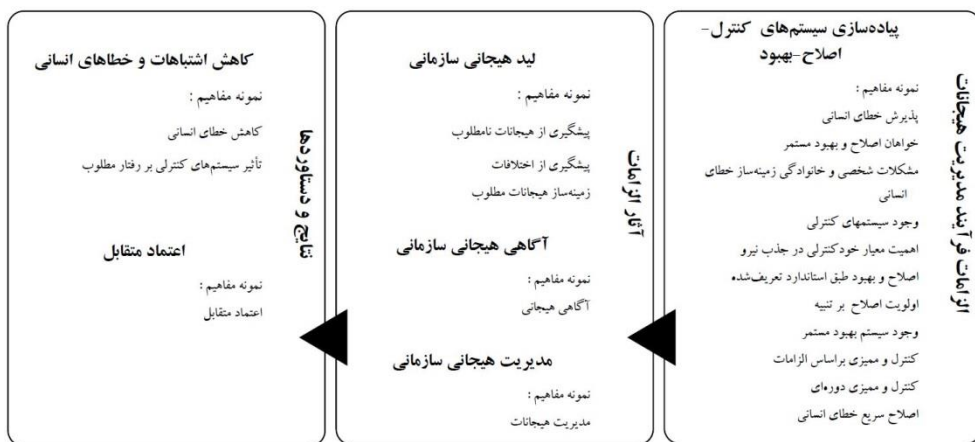 الزامات فرآیند مدیریت هیجانات
پیاده‌سازی سیستم‌های کنترل-
اصلاح-بهبود
نمونه مفاهیم :
پذیرش خطای انسانی
خواهان اصلاح و بهبود مستمر
مشکلات شخصی و خانوادگی زمینه‌ساز خطای
انسانی
وجود سیستمهای کنترلی
اهمیت معیار خودکنترلی در جذب نیرو
اصلاح و بهبود طبق استاندارد تعریف‌شده
اولویت اصلاح بر تنبیه
وجود سیستم بهبود مستمر
کنترل و ممیزی براساس الزامات
کنترل و ممیزی دوره‌ای
اصلاح سریع خطای انسانی
آثار الزامات
لید هیجانی سازمانی
نمونه مفاهیم :
پیشگیری از هیجانات نامطلوب
پیشگیری از اختلافات
زمینه‌ساز هیجانات مطلوب
آگاهی هیجانی سازمانی
نمونه مفاهیم :
آگاهی هیجانی
مدیریت هیجانی سازمانی
نمونه مفاهیم :
مدیریت هیجانات
نتایج و دستاوردها
کاهش اشتباهات و خطاهای انسانی
نمونه مفاهیم :
کاهش خطای انسانی
تأثیر سیستم‌های کنترلی بر رفتار مطلوب
اعتماد متقابل
نمونه مفاهیم :
اعتماد متقابل